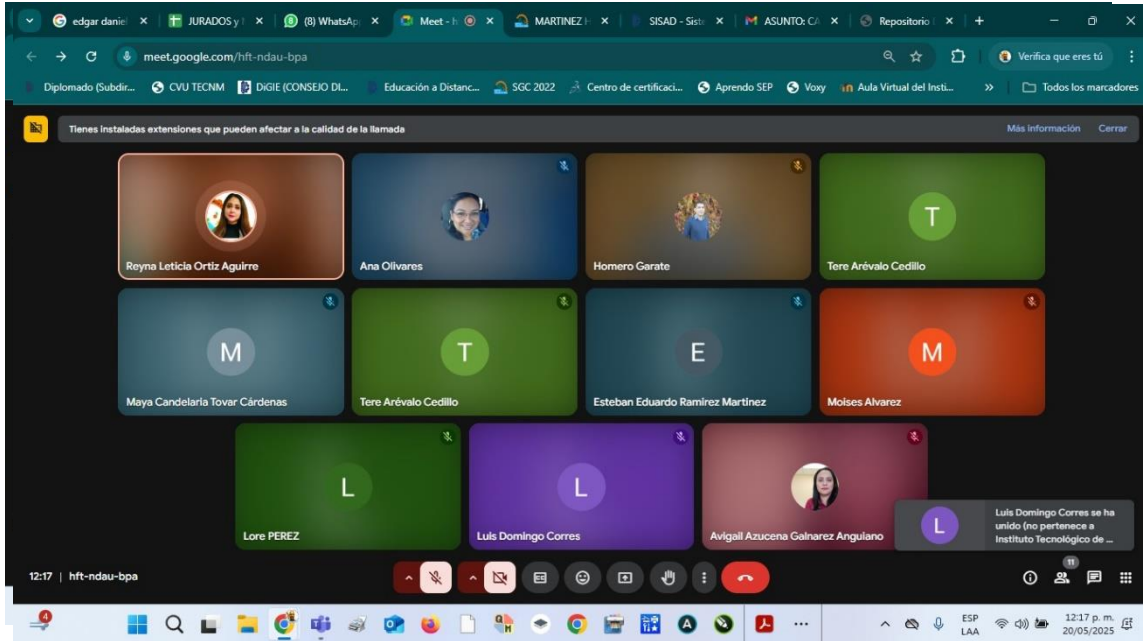 edgar daniel
JURADOS y
(8) WhatsAp
Meet - h
MARTINEZ H
SISAD - Siste
ASUNTO: CA
Repositorio
meet.google.com/hft-ndau-bpa
Verifica que eres tú
Diplomado (Subdir...
CVU TECNM
DiGIE (CONSEJO DI...
Educación a Distanc...
SGC 2022
Centro de certificaci...
Aprendo SEP
Voxy
Aula Virtual del Insti...
»
Todos los marcadores
Tienes instaladas extensiones que pueden afectar a la calidad de la llamada
Más información
Cerrar
Reyna Leticia Ortiz Aguirre
Ana Olivares
Homero Garate
T
Tere Arévalo Cedillo
M
Maya Candelaria Tovar Cárdenas
T
Tere Arévalo Cedillo
E
Esteban Eduardo Ramirez Martinez
M
Moises Alvarez
L
Lore PEREZ
L
Luis Domingo Corres
Avigail Azucena Galnarez Anguiano
L
Luis Domingo Corres se ha
unido (no pertenece a
Instituto Tecnológico de ...
12:17 | hft-ndau-bpa
11
4
ESP
LAA
12:17 p. m.
20/05/2025